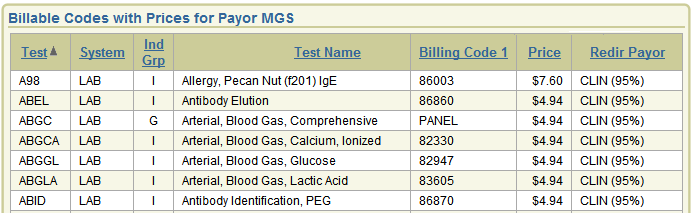 Billable Codes with Prices for Payor MGS
Test System Ind Grp Test Name Billing Code 1 Price Redir Payor
A98 LAB I Allergy, Pecan Nut (f201) IgE 86003 $7.60 CLIN (95%)
ABEL LAB I Antibody Elution 86860 $4.94 CLIN (95%)
ABGC LAB G Arterial, Blood Gas, Comprehensive PANEL $4.94 CLIN (95%)
ABGCA LAB I Arterial, Blood Gas, Calcium, Ionized 82330 $4.94 CLIN (95%)
ABGGL LAB I Arterial, Blood Gas, Glucose 82947 $4.94 CLIN (95%)
ABGLA LAB I Arterial, Blood Gas, Lactic Acid 83605 $4.94 CLIN (95%)
ABID LAB I Antibody Identification, PEG 86870 $4.94 CLIN (95%)